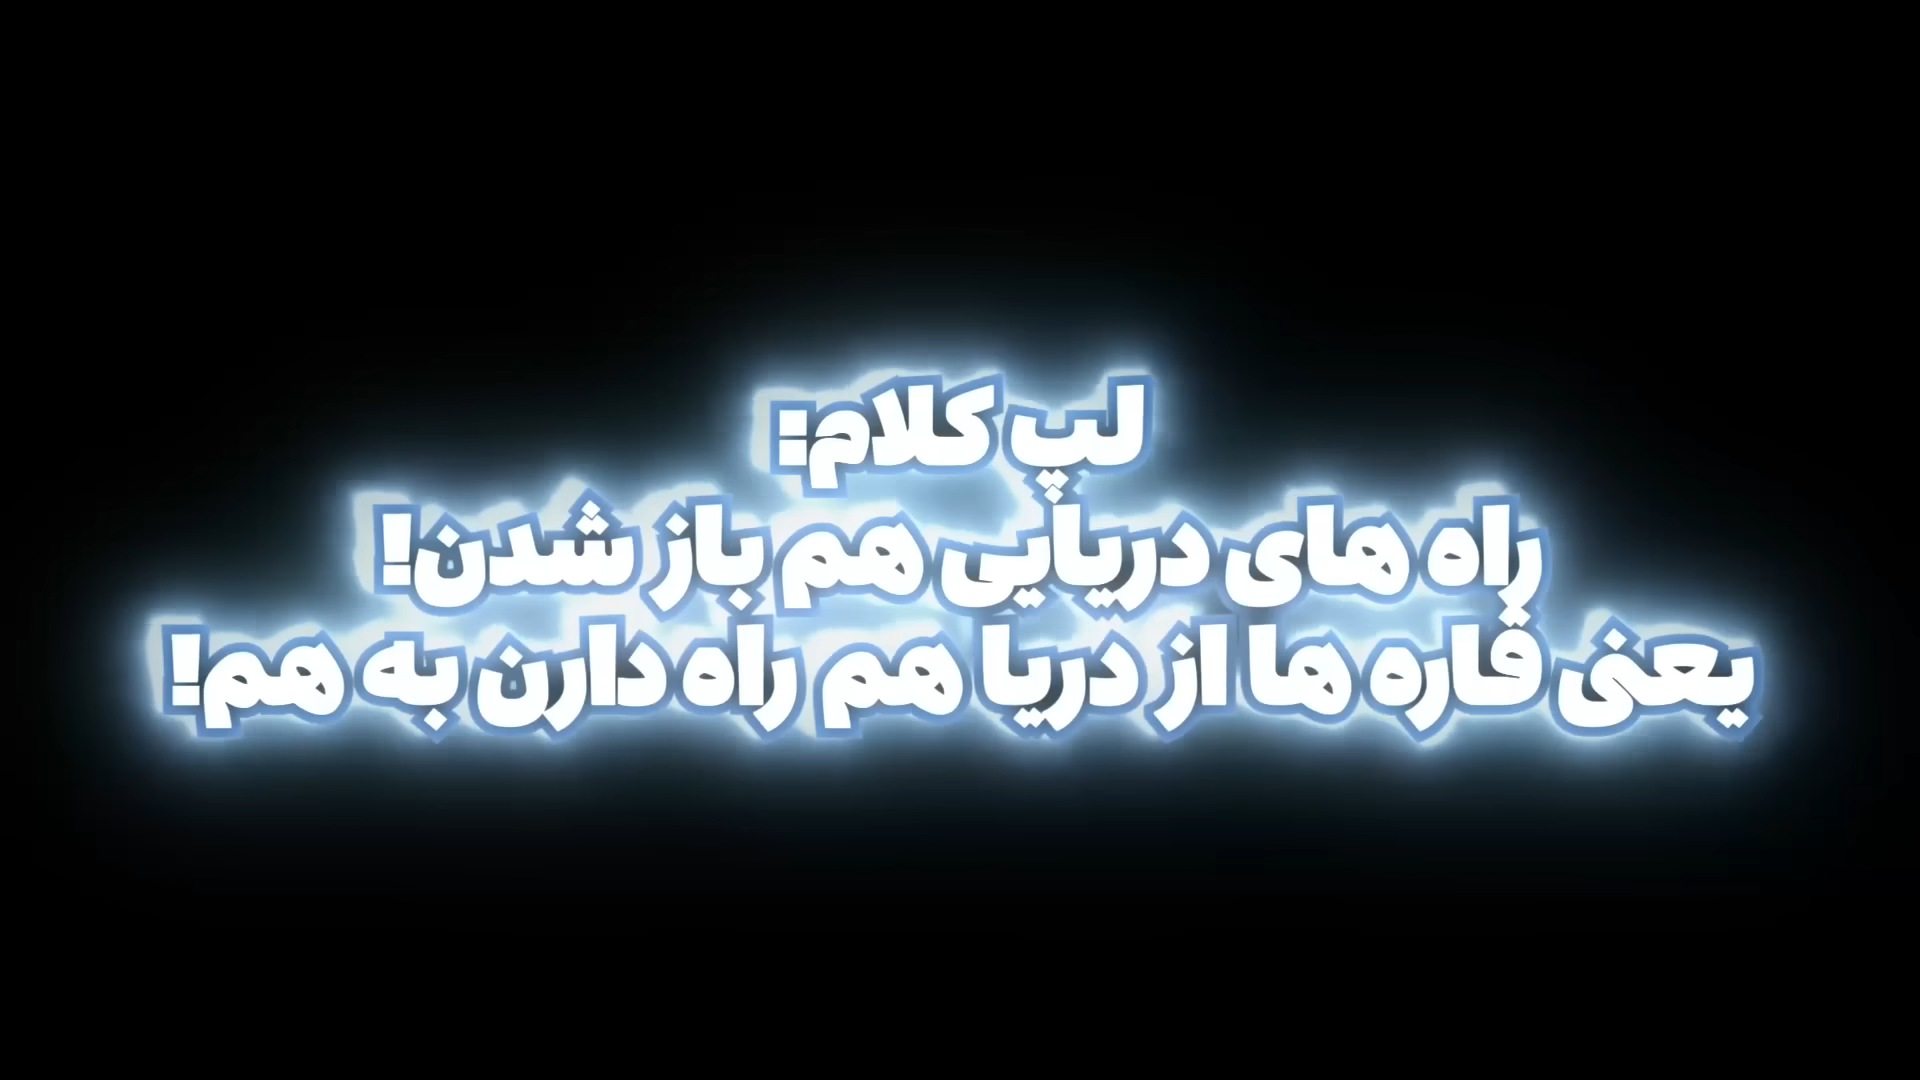 لپ کلام:
راه های دریایی هم باز شدن!
یعنی قاره ها از دریا هم راه دارن به هم!